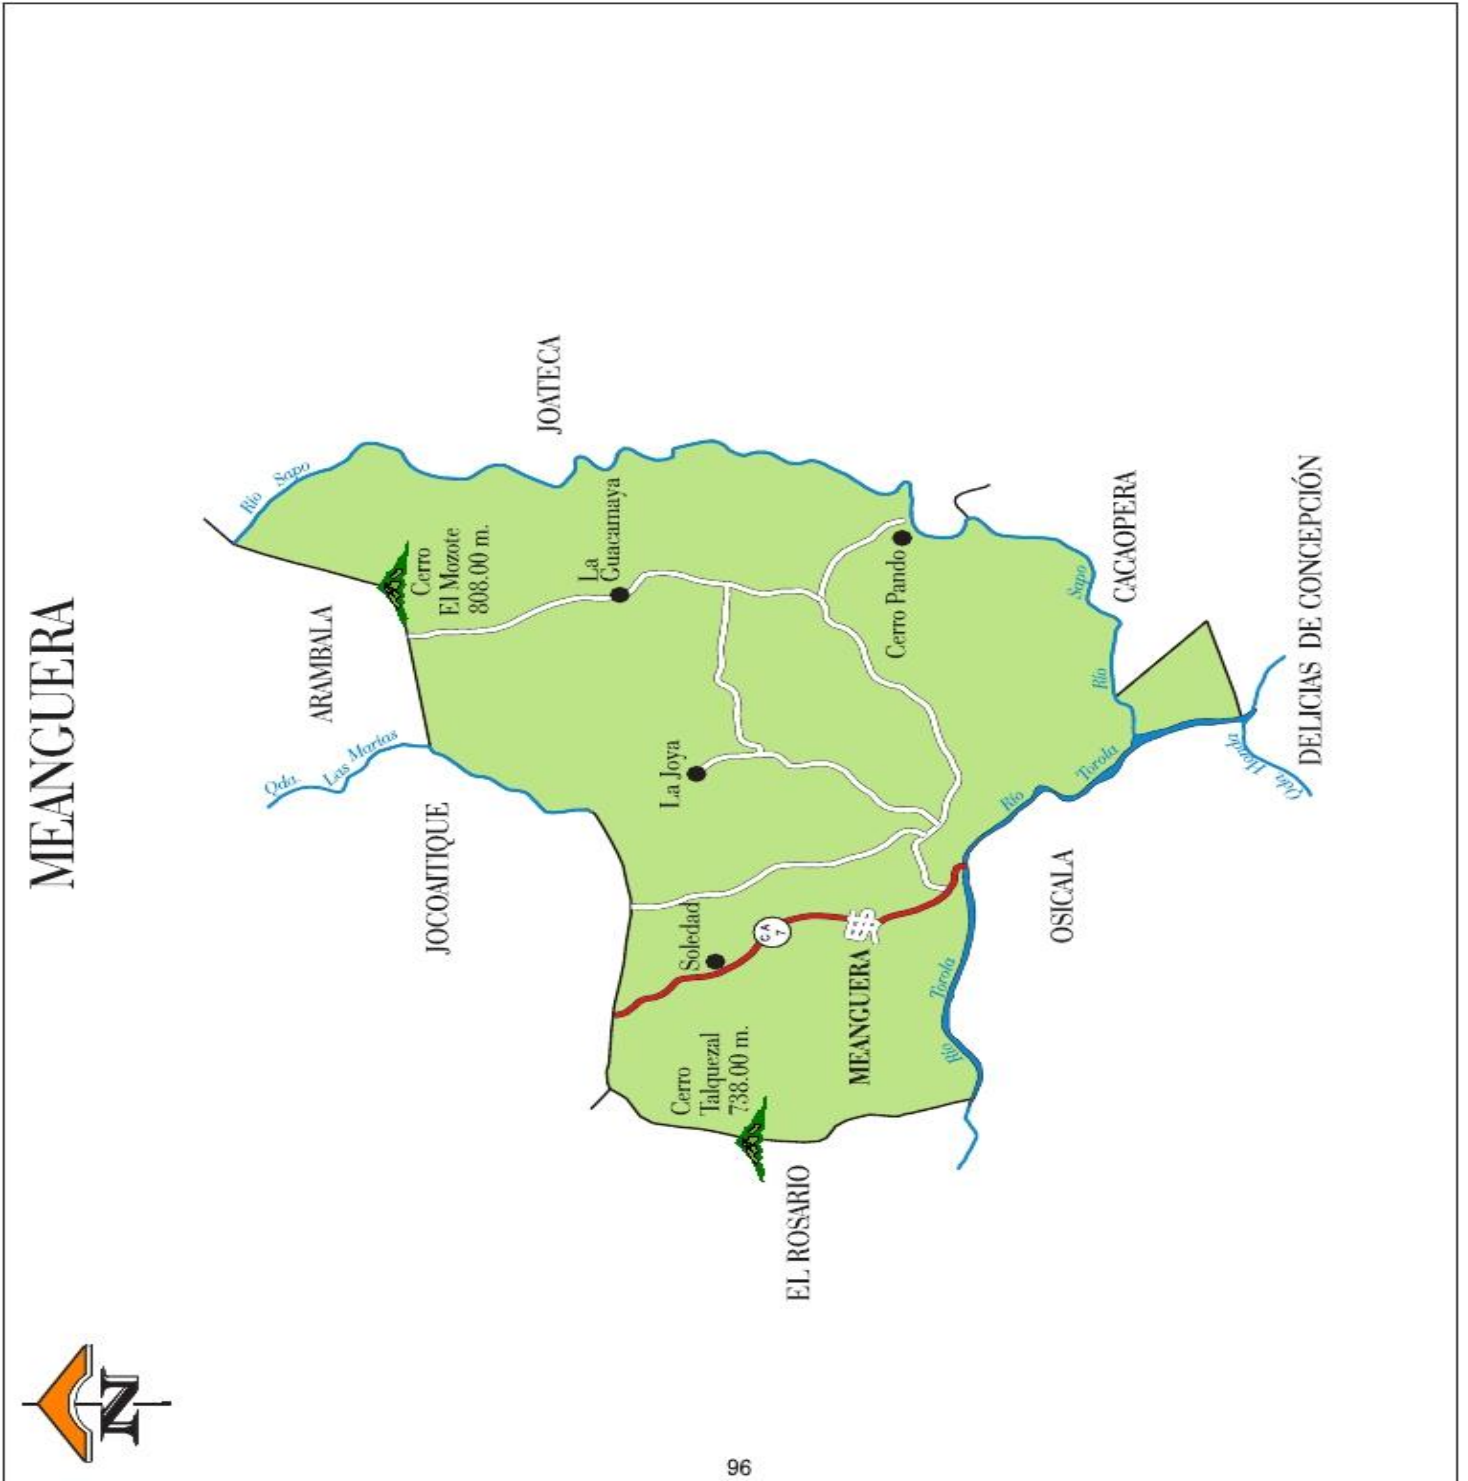 MEANGUERA
N
Río Sapo
Qda. Las Marías
ARAMBALA
JOCOAITIQUE
Cerro
El Mozote
808.00 m.
JOATECA
La
Guacamaya
La Joya
Cerro
Talquezal
738.00 m.
Soledad
CA
7
EL ROSARIO
MEANGUERA
Cerro Pando
Río Torola
Río Torola
OSICALA
Río Sapo
CACAOPERA
Qda Honda
DELICIAS DE CONCEPCIÓN
96